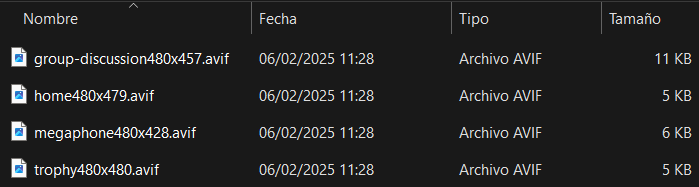 Nombre Fecha Tipo Tamaño
group-discussion480x457.avif 06/02/2025 11:28 Archivo AVIF 11 KB
home480x479.avif 06/02/2025 11:28 Archivo AVIF 5 KB
megaphone480x428.avif 06/02/2025 11:28 Archivo AVIF 6 KB
trophy480x480.avif 06/02/2025 11:28 Archivo AVIF 5 KB